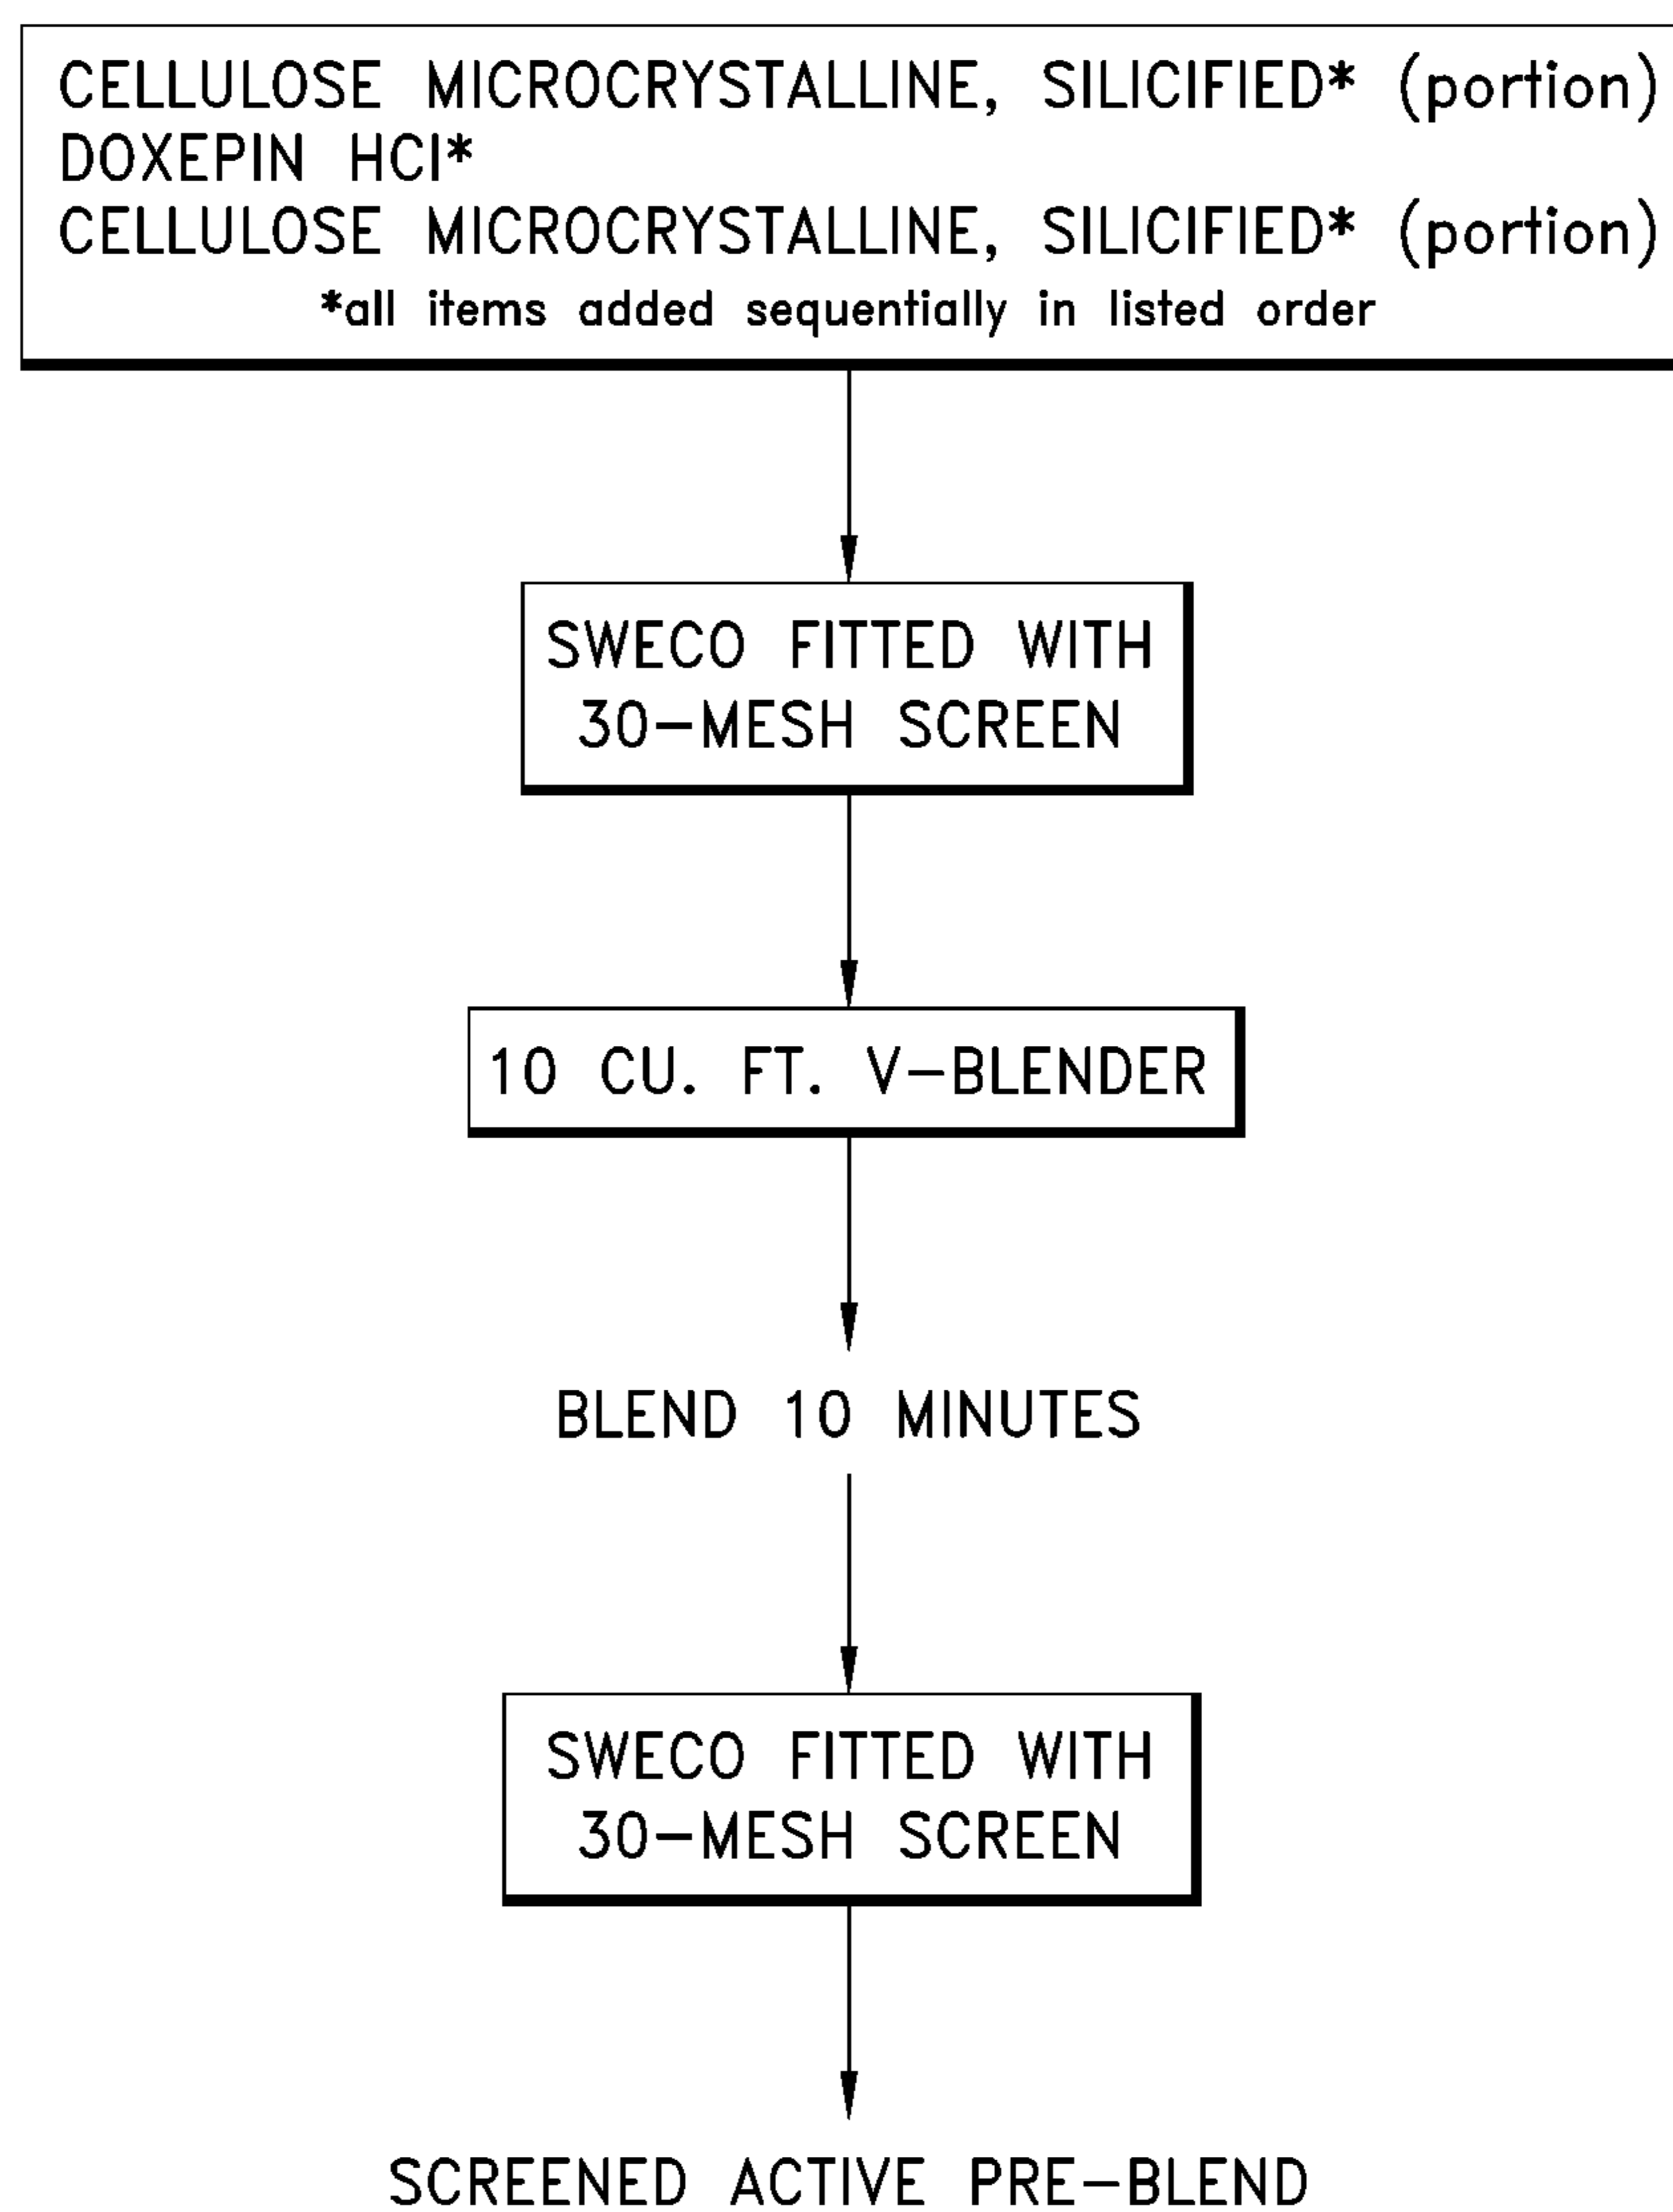 CELLULOSE MICROCRYSTALLINE, SILICIFIED* (portion)
DOXEPIN HCl*
CELLULOSE MICROCRYSTALLINE, SILICIFIED* (portion)
*all items added sequentially in listed order
SWECO FITTED WITH
30-MESH SCREEN
10 CU. FT. V-BLENDER
BLEND 10 MINUTES
SWECO FITTED WITH
30-MESH SCREEN
SCREENED ACTIVE PRE-BLEND